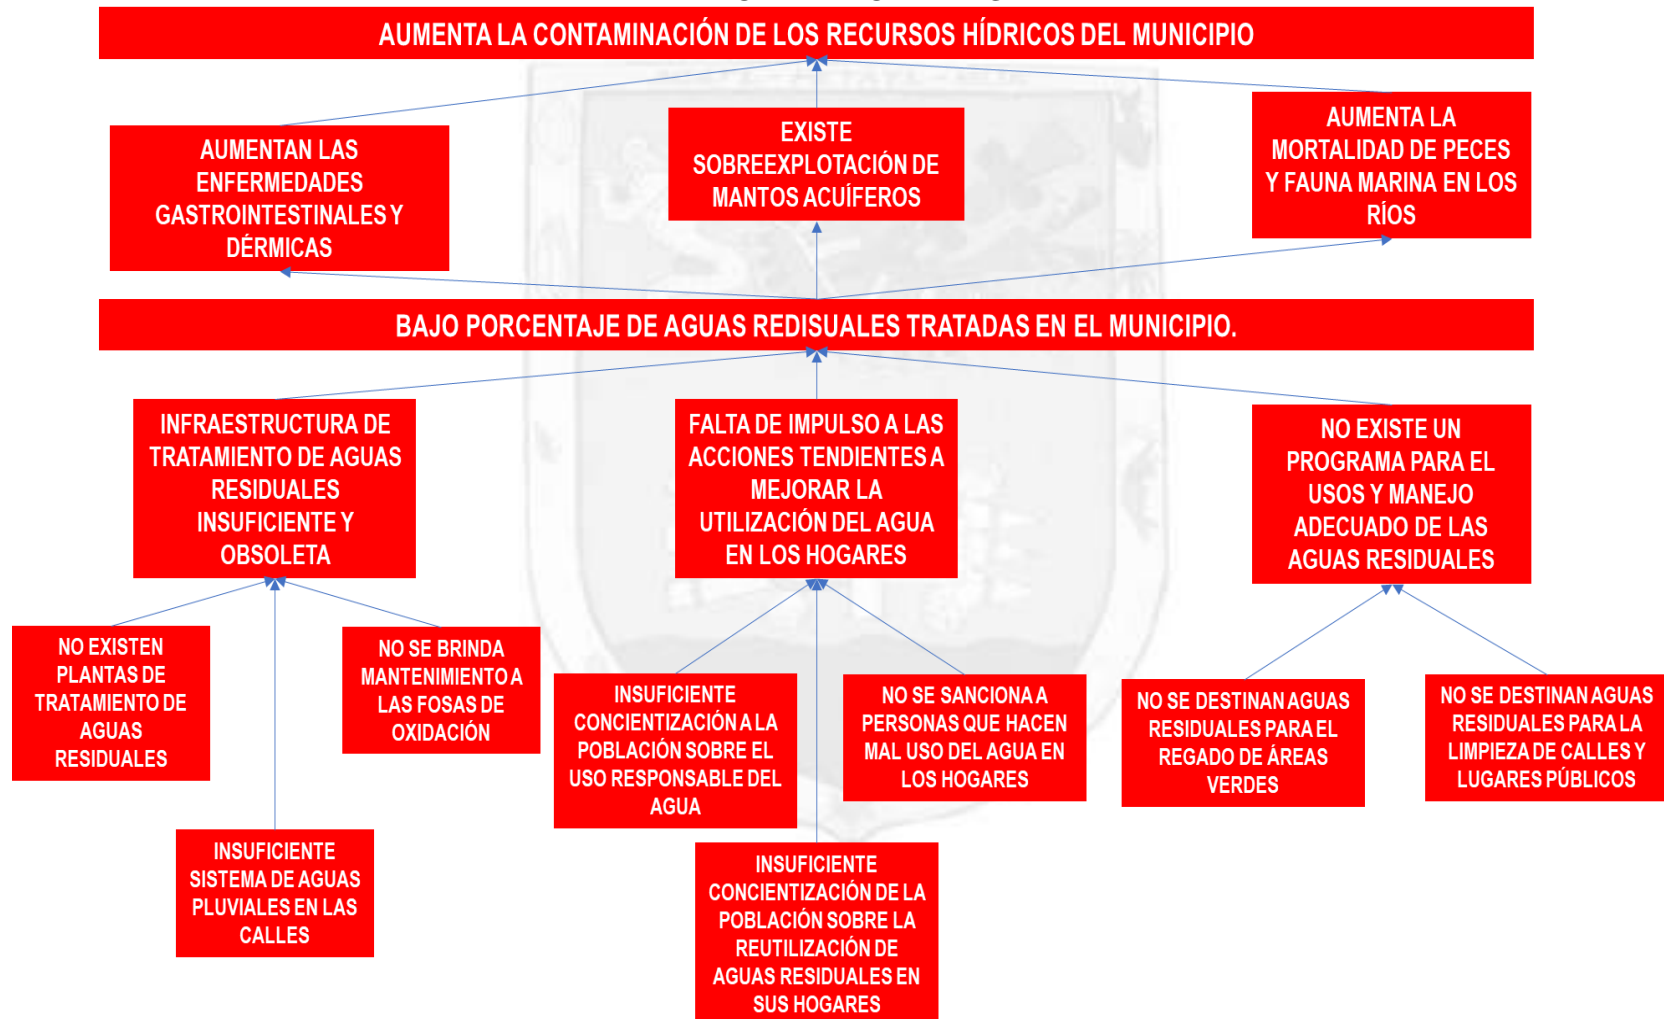 AUMENTA LA CONTAMINACIÓN DE LOS RECURSOS HÍDRICOS DEL MUNICIPIO
AUMENTAN LAS
ENFERMEDADES
GASTROINTESTINALES Y
DÉRMICAS
EXISTE
SOBREEXPLOTACIÓN DE
MANTOS ACUÍFEROS
AUMENTA LA
MORTALIDAD DE PECES
Y FAUNA MARINA EN LOS
RÍOS
BAJO PORCENTAJE DE AGUAS REDISUALES TRATADAS EN EL MUNICIPIO.
INFRAESTRUCTURA DE
TRATAMIENTO DE AGUAS
RESIDUALES
INSUFICIENTE Y
OBSOLETA
FALTA DE IMPULSO A LAS
ACCIONES TENDIENTES A
MEJORAR LA
UTILIZACIÓN DEL AGUA
EN LOS HOGARES
NO EXISTE UN
PROGRAMA PARA EL
USOS Y MANEJO
ADECUADO DE LAS
AGUAS RESIDUALES
NO EXISTEN
PLANTAS DE
TRATAMIENTO DE
AGUAS
RESIDUALES
NO SE BRINDA
MANTENIMIENTO A
LAS FOSAS DE
OXIDACIÓN
INSUFICIENTE
CONCIENTIZACIÓN A LA
POBLACIÓN SOBRE EL
USO RESPONSABLE DEL
AGUA
NO SE SANCIONA A
PERSONAS QUE HACEN
MAL USO DEL AGUA EN
LOS HOGARES
NO SE DESTINAN AGUAS
RESIDUALES PARA EL
REGADO DE ÁREAS
VERDES
NO SE DESTINAN AGUAS
RESIDUALES PARA LA
LIMPIEZA DE CALLES Y
LUGARES PÚBLICOS
INSUFICIENTE
SISTEMA DE AGUAS
PLUVIALES EN LAS
CALLES
INSUFICIENTE
CONCIENTIZACIÓN DE LA
POBLACIÓN SOBRE LA
REUTILIZACIÓN DE
AGUAS RESIDUALES EN
SUS HOGARES